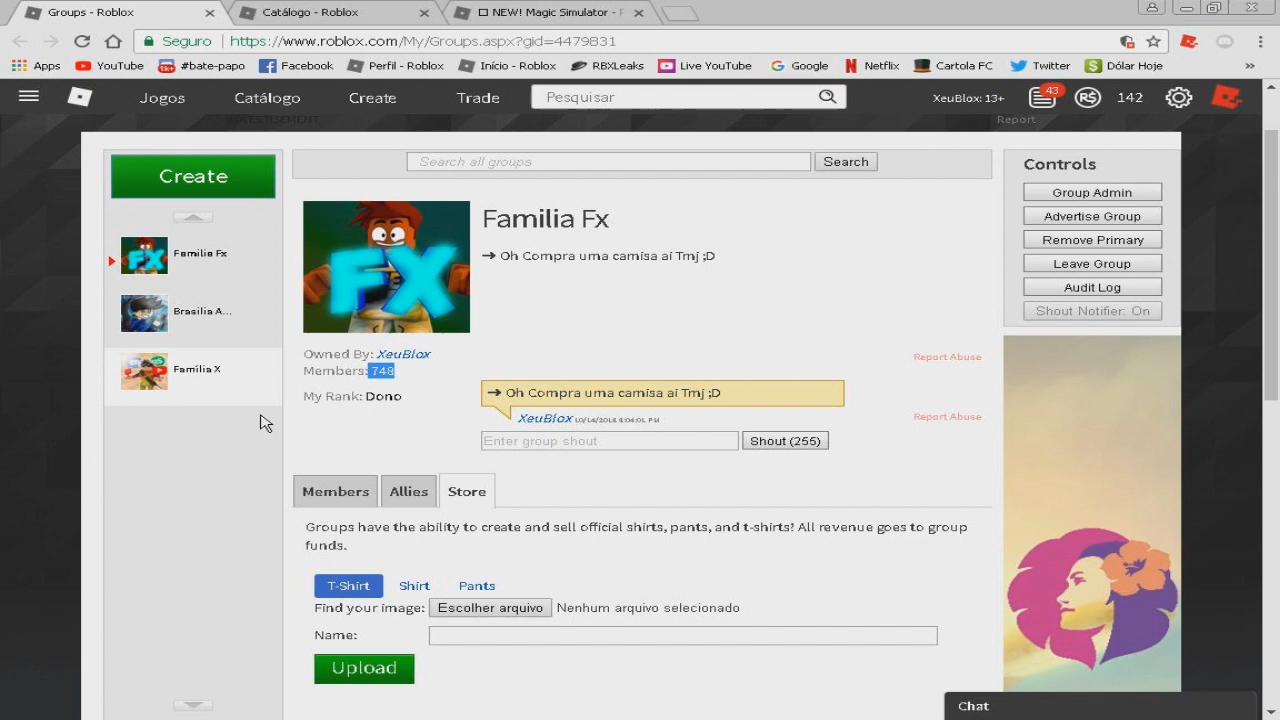 Groups - Roblox
Catálogo - Roblox
NEW! Magic Simulator -
Seguro
https://www.roblox.com/My/Groups.aspx?gid=4479831
Apps
YouTube
1k+
#bate-papo
Facebook
Perfil - Roblox
Início - Roblox
RBXLeaks
Live YouTube
Google
Netflix
Cartola FC
Twitter
Dólar Hoje
»
Jogos
Catálogo
Create
Trade
Pesquisar
XeuBlox: 13+
43
R$
142
ADVERTISEMENT
Report
Create
Familia Fx
Brasilia A...
Família X
Search all groups
Search
FX
Familia Fx
→ Oh Compra uma camisa ai Tmj ;D
Owned By: XeuBlox
Members: 748
My Rank: Dono
Report Abuse
→ Oh Compra uma camisa ai Tmj ;D
XeuBlox
Report Abuse
Enter group shout
Shout (255)
Members
Allies
Store
Groups have the ability to create and sell official shirts, pants, and t-shirts! All revenue goes to group
funds.
T-Shirt
Shirt
Pants
Find your image:
Escolher arquivo
Nenhum arquivo selecionado
Name:
Upload
Controls
Group Admin
Advertise Group
Remove Primary
Leave Group
Audit Log
Shout Notifier: On
Chat